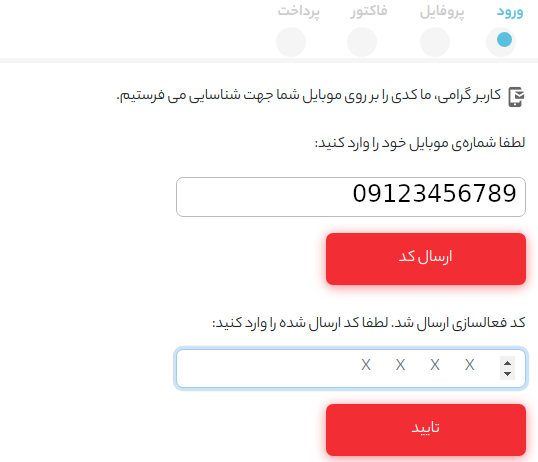 ورود پروفایل فاکتور پرداخت
کاربر گرامی، ما کدی را بر روی موبایل شما جهت شناسایی می فرستیم.
لطفا شماره‌ی موبایل خود را وارد کنید:
09123456789
ارسال کد
کد فعالسازی ارسال شد. لطفا کد ارسال شده را وارد کنید:
X X X X
تایید